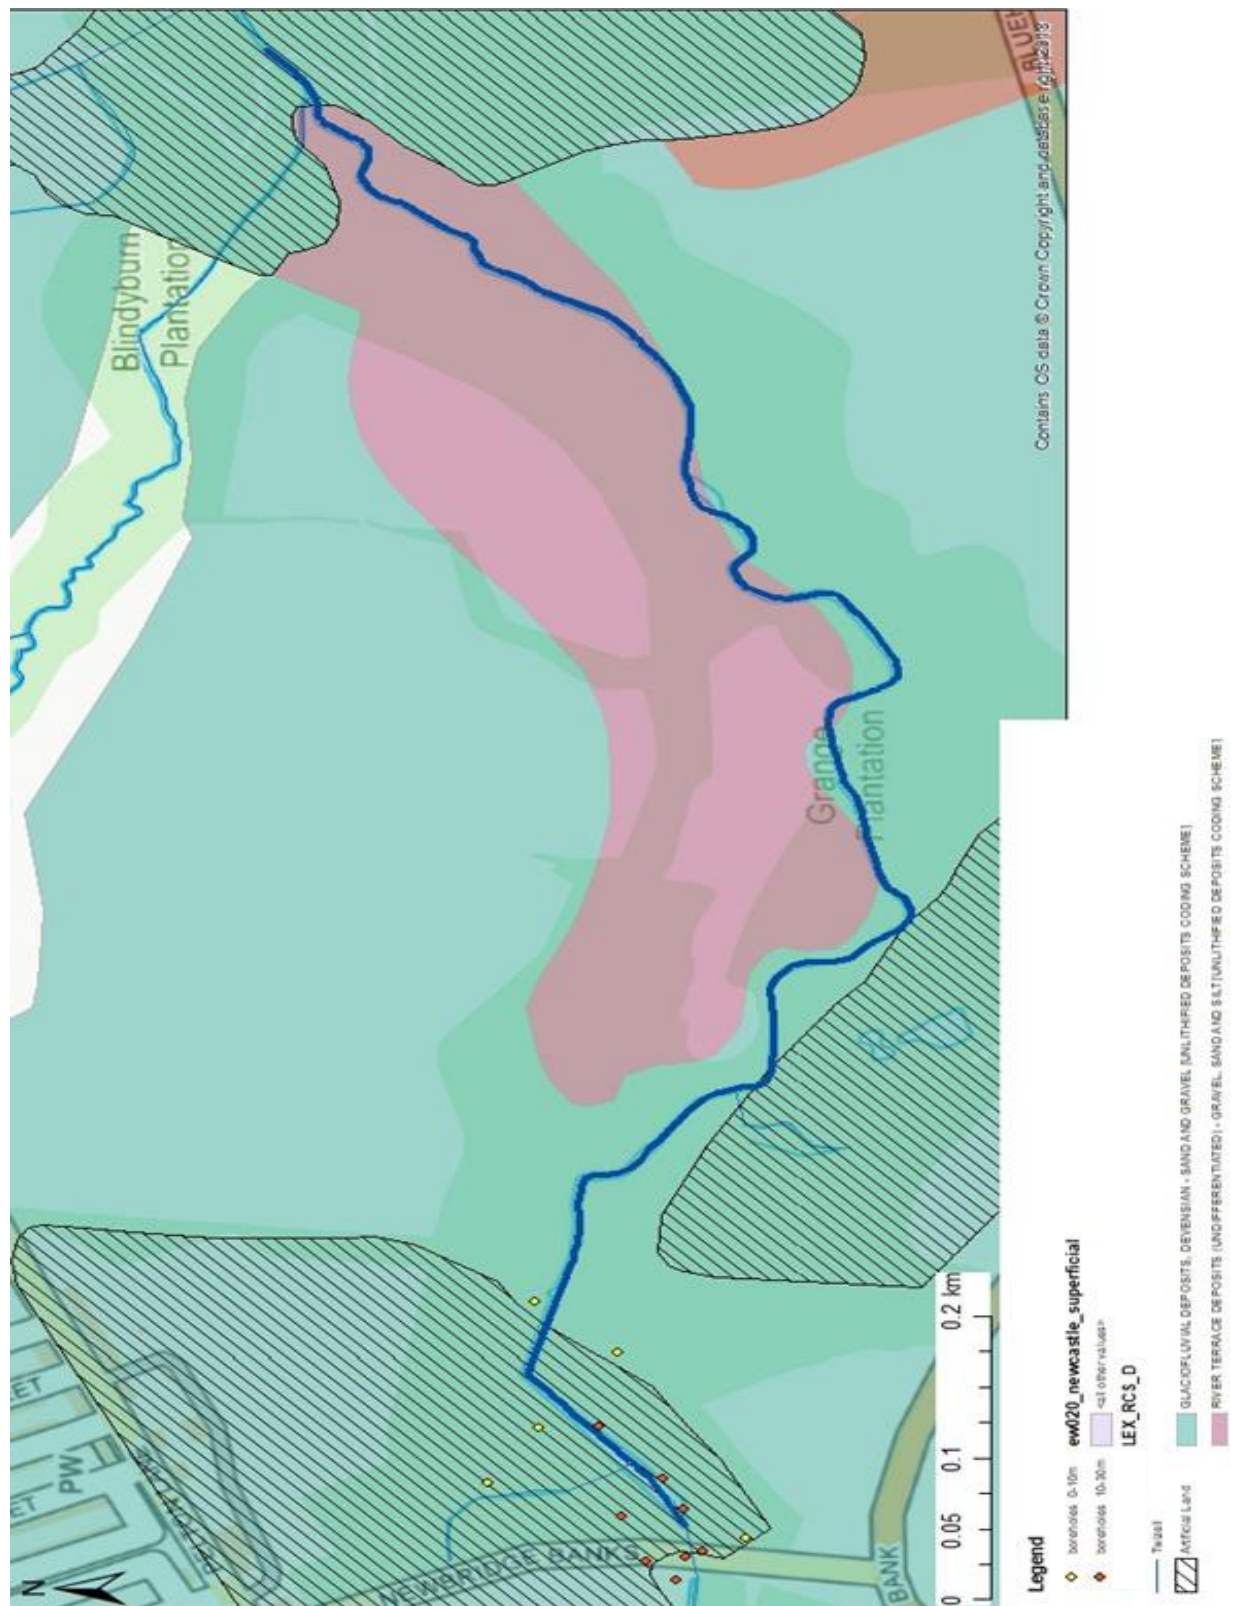 N
PW
NEWBRIDGE BANKS
BANK
Blindyburn
Plantation
Grange
Plantation
Contains OS data © Crown Copyright and database right 2018
0 0.05 0.1 0.2 km
Legend
boreholes 0-10m
boreholes 10-30m
Artificial Land
ew020_newcastle_superficial
<all other values>
LEX_RCS_D
GLACIOFLUVIAL DEPOSITS, DEVENSIAN - SAND AND GRAVEL [UNLITHIFIED DEPOSITS CODING SCHEME]
RIVER TERRACE DEPOSITS (UNDIFFERENTIATED) - GRAVEL, SAND AND SILT [UNLITHIFIED DEPOSITS CODING SCHEME]